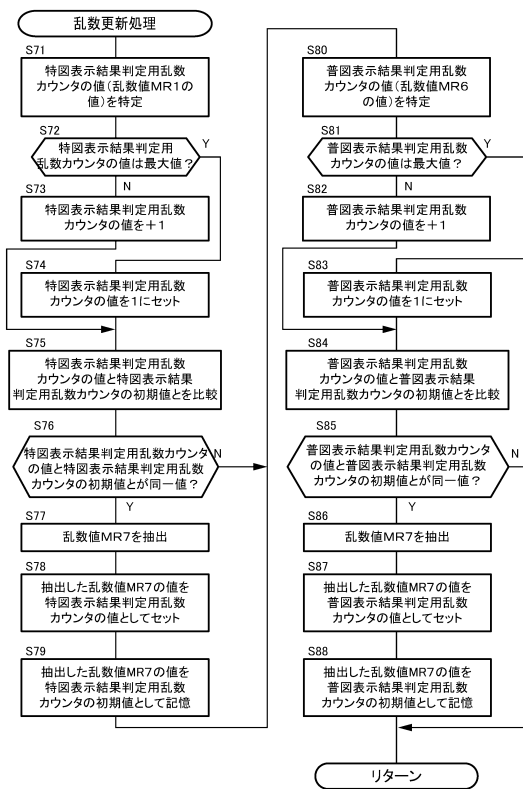 乱数更新処理
S71
特図表示結果判定用乱数
カウンタの値(乱数値MR1の
値)を特定
S72
特図表示結果判定用
乱数カウンタの値は最大値?
Y
N
S73
特図表示結果判定用乱数
カウンタの値を+1
S74
特図表示結果判定用乱数
カウンタの値を1にセット
S75
特図表示結果判定用乱数
カウンタの値と特図表示結果
判定用乱数カウンタの初期値とを比較
S76
特図表示結果判定用乱数カウンタ
の値と特図表示結果判定用乱数
カウンタの初期値とが同一値?
N
Y
S77
乱数値MR7を抽出
S78
抽出した乱数値MR7の値を
特図表示結果判定用乱数
カウンタの値としてセット
S79
抽出した乱数値MR7の値を
特図表示結果判定用乱数
カウンタの初期値として記憶
S80
普図表示結果判定用乱数
カウンタの値(乱数値MR6
の値)を特定
S81
普図表示結果判定用乱数
カウンタの値は最大値?
Y
N
S82
普図表示結果判定用乱数
カウンタの値を+1
S83
普図表示結果判定用乱数
カウンタの値を1にセット
S84
普図表示結果判定用乱数
カウンタの値と普図表示結果
判定用乱数カウンタの初期値とを比較
S85
普図表示結果判定用乱数カウンタ
の値と普図表示結果判定用乱数
カウンタの初期値とが同一値?
N
Y
S86
乱数値MR7を抽出
S87
抽出した乱数値MR7の値を
普図表示結果判定用乱数
カウンタの値としてセット
S88
抽出した乱数値MR7の値を
普図表示結果判定用乱数
カウンタの初期値として記憶
リターン